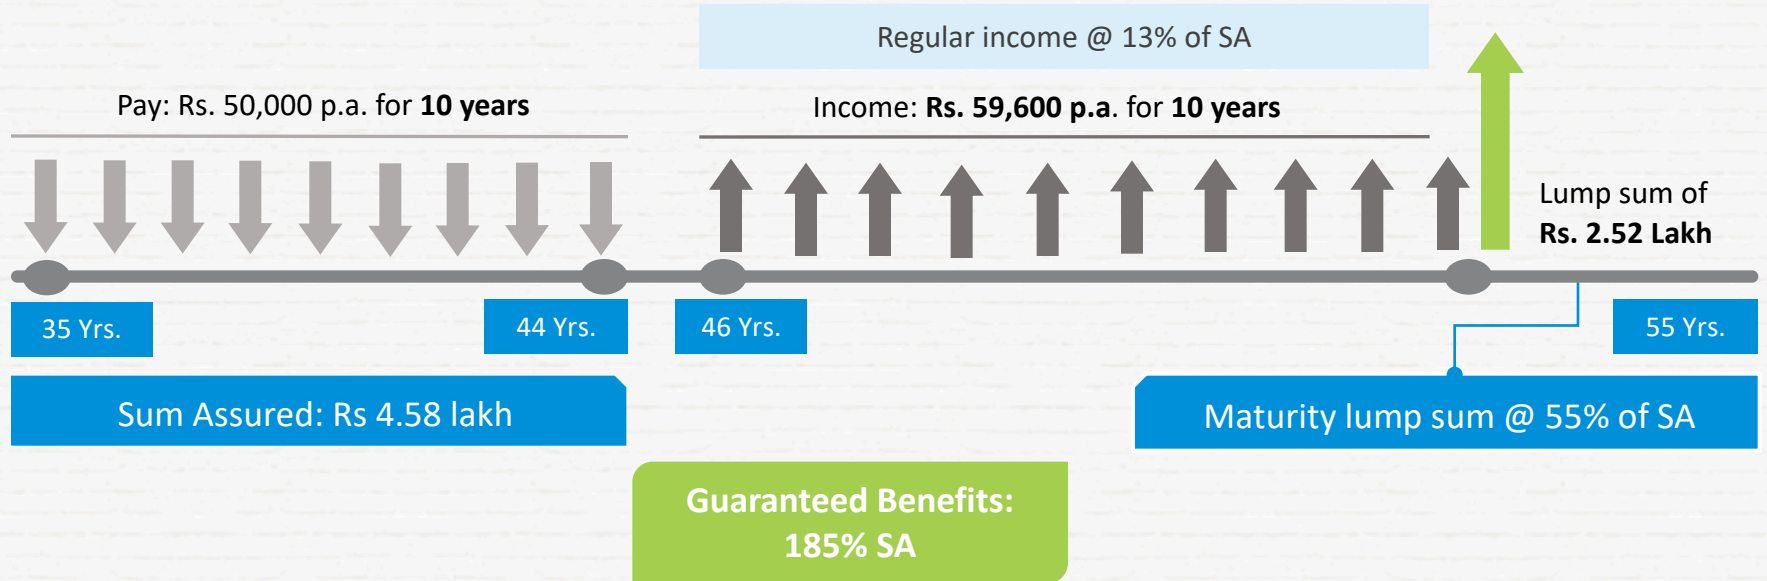 Regular income @ 13% of SA
Pay: Rs. 50,000 p.a. for 10 years
Income: Rs. 59,600 p.a. for 10 years
Lump sum of
Rs. 2.52 Lakh
35 Yrs.
44 Yrs.
46 Yrs.
55 Yrs.
Sum Assured: Rs 4.58 lakh
Maturity lump sum @ 55% of SA
Guaranteed Benefits:
185% SA